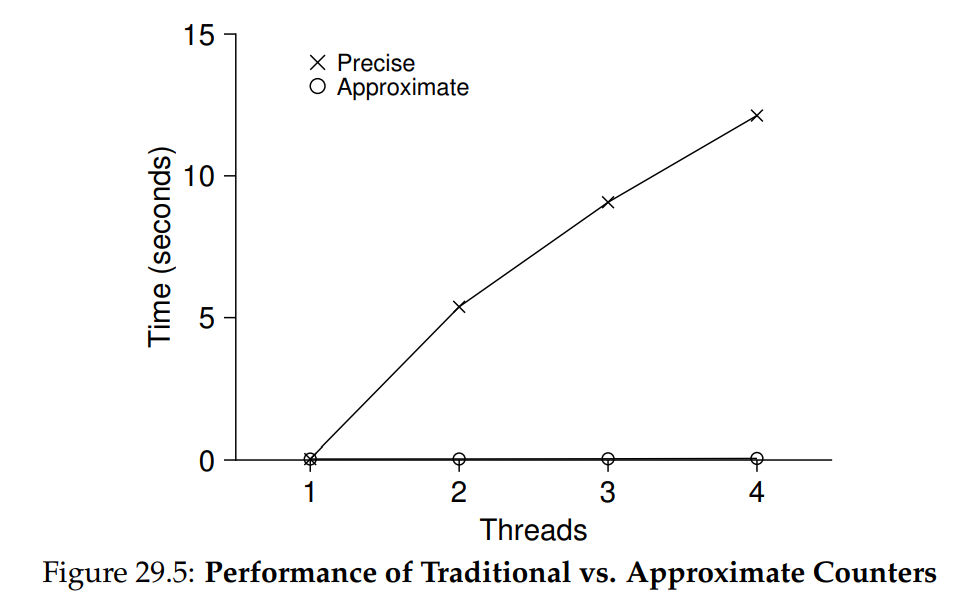 15
Precise
Approximate
10
5
0
Time (seconds)
1 2 3 4
Threads
Figure 29.5: Performance of Traditional vs. Approximate Counters